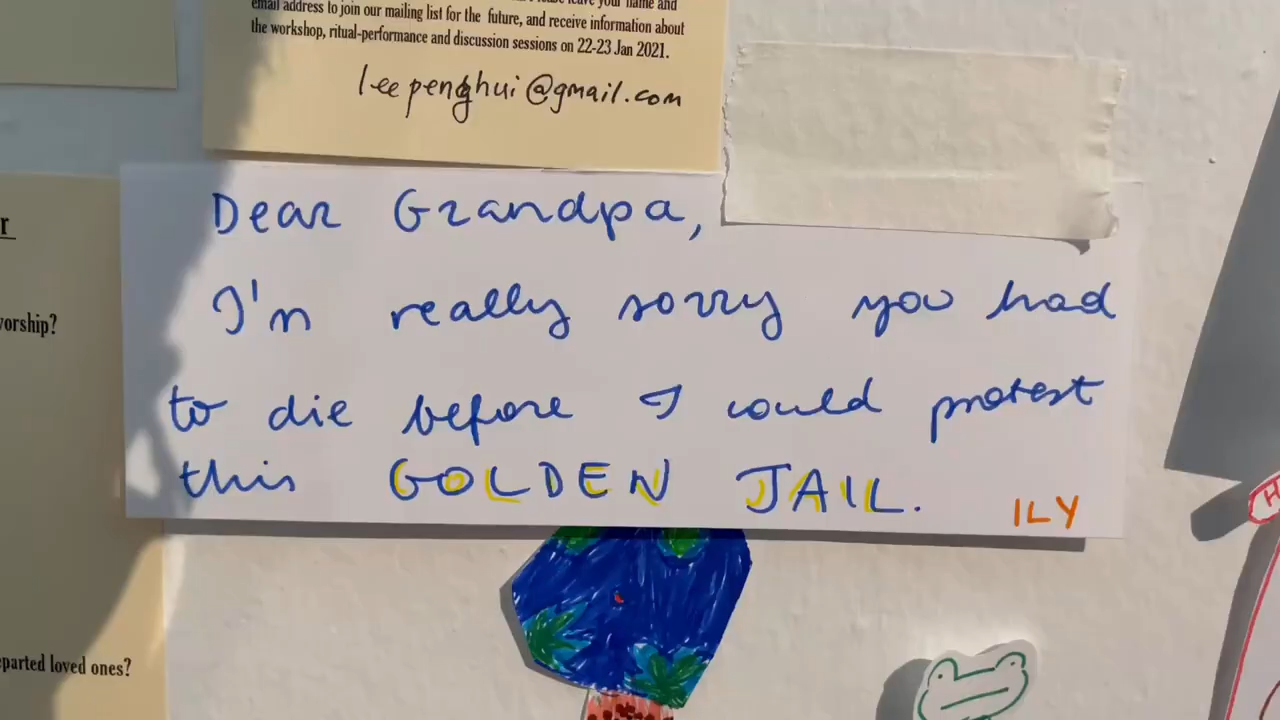 email address to join our mailing list for the future, and receive information about
the workshop, ritual-performance and discussion sessions on 22-23 Jan 2021.
leepenghui@gmail.com
Dear Grandpa,
I'm really sorry you had
to die before I could protest
this GOLDEN JAIL.
ILY
worship?
parted loved ones?
H